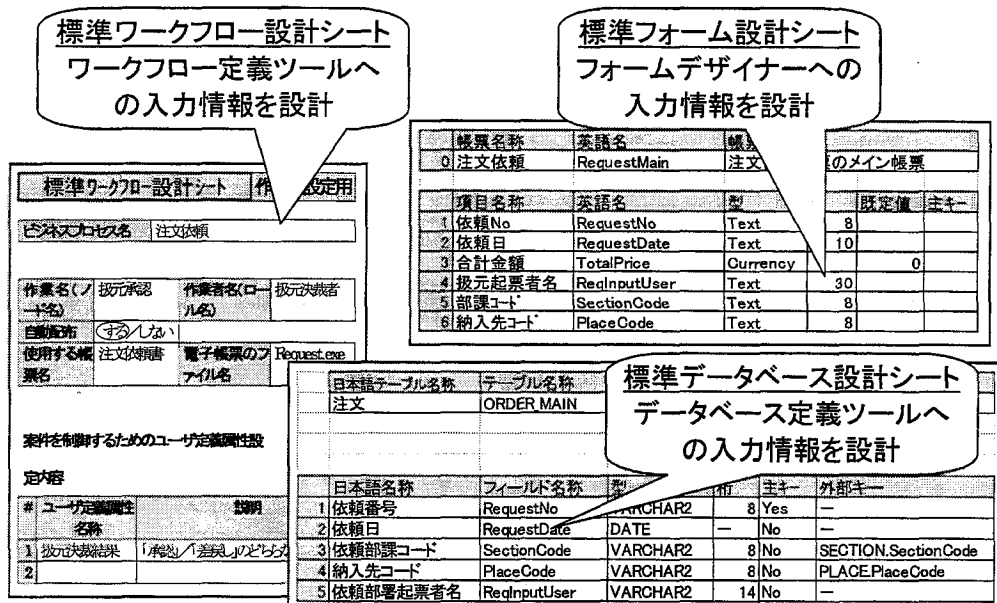 標準ワークフロー設計シート
ワークフロー定義ツールへ
の入力情報を設計
標準フォーム設計シート
フォームデザイナーへの
入力情報を設計
標準ワークフロー設計シート 作 設定用
ビジネスプロセス名 注文依頼
作業名(ノード名) 扱元承認 作業者名(ロール名) 扱元決裁者
自動配布 する/しない
使用する帳票名 注文依頼書 電子帳票のファイル名 Request.exe
案件を制御するためのユーザ定義属性設
定内容
# ユーザ定義属性名称 説明
1 扱元決裁結果 「承認」/「差戻」のどちら
2
帳票名称 英語名 帳
0 注文依頼 RequestMain 注文 のメイン帳票
項目名称 英語名 型 既定値 主キー
1 依頼No RequestNo Text 8
2 依頼日 RequestDate Text 10
3 合計金額 TotalPrice Currency 0
4 扱元起票者名 ReqInputUser Text 30
5 部課コード SectionCode Text 8
6 納入先コード PlaceCode Text 8
標準データベース設計シート
データベース定義ツールへ
の入力情報を設計
日本語テーブル名称 テーブル名称
注文 ORDER_MAIN
日本語名称 フィールド名称 型 桁 主キー 外部キー
1 依頼番号 RequestNo VARCHAR2 8 Yes －
2 依頼日 RequestDate DATE － No －
3 依頼部課コード SectionCode VARCHAR2 8 No SECTION.SectionCode
4 納入先コード PlaceCode VARCHAR2 8 No PLACE.PlaceCode
5 依頼部署起票者名 ReqInputUser VARCHAR2 14 No －